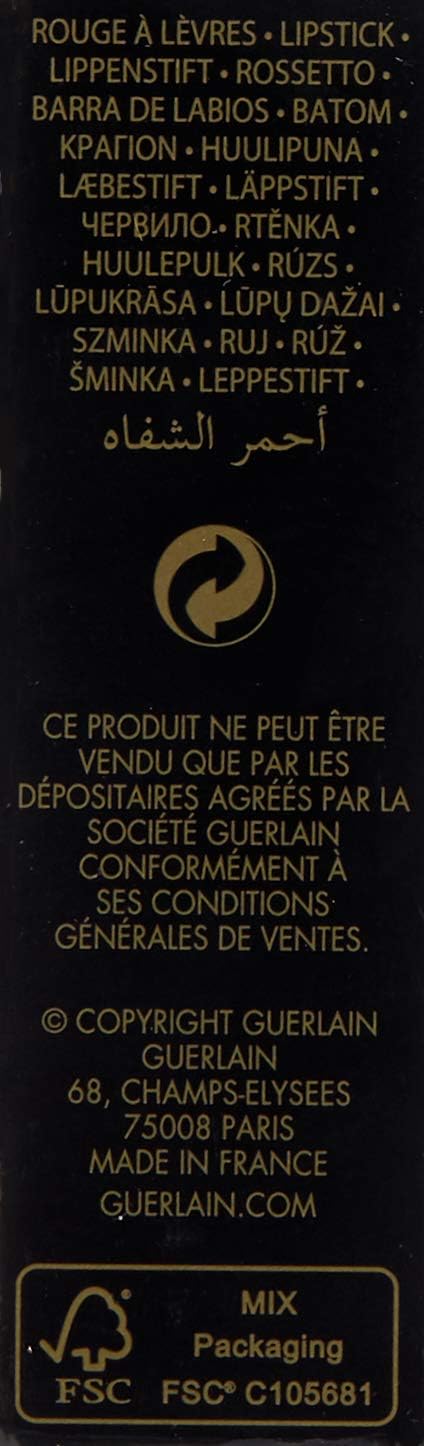 ROUGE À LÈVRES • LIPSTICK •
LIPPENSTIFT • ROSSETTO •
BARRA DE LABIOS • BATOM •
ΚΡΑΓΙΟΝ • HUULIPUNA •
LÆBESTIFT • LÄPPSTIFT •
ЧЕРВИЛО • RTĚNKA •
HUULEPULK • RÚZS •
LŪPUKRĀSA • LŪPŲ DAŽAI •
SZMINKA • RUJ • RÚŽ •
ŠMINKA • LEPPESTIFT •
أحمر الشفاه
CE PRODUIT NE PEUT ÊTRE
VENDU QUE PAR LES
DÉPOSITAIRES AGRÉÉS PAR LA
SOCIÉTÉ GUERLAIN
CONFORMÉMENT À
SES CONDITIONS
GÉNÉRALES DE VENTES.
© COPYRIGHT GUERLAIN
GUERLAIN
68, CHAMPS-ELYSEES
75008 PARIS
MADE IN FRANCE
GUERLAIN.COM
MIX
Packaging
FSC FSC® C105681